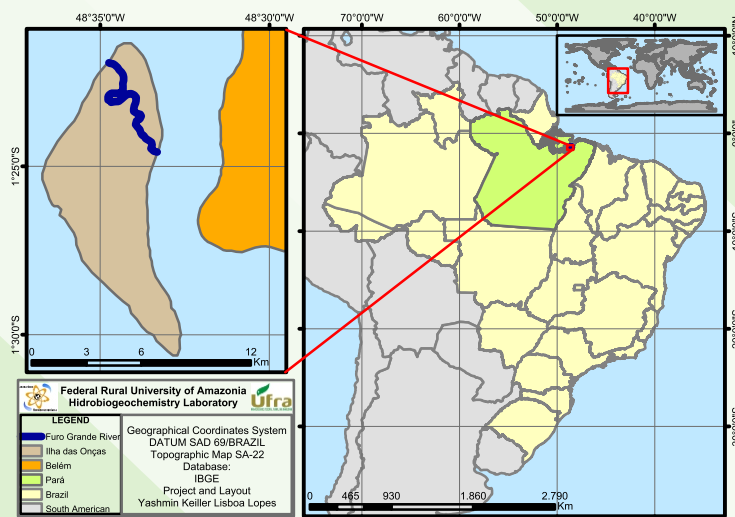 48°35'0"W
48°30'0"W
70°0'0"W
60°0'0"W
50°0'0"W
40°0'0"W
1°25'0"S
1°30'0"S
0
3
6
12
Km
0
465
930
1.860
2.790
Km
Federal Rural University of Amazonia
Hidrobiogeochemistry Laboratory
Ufra
LEGEND
Furo Grande River
Ilha das Onças
Belém
Pará
Brazil
South American
Geographical Coordinates System
DATUM SAD 69/BRAZIL
Topographic Map SA-22
Database:
IBGE
Project and Layout
Yashmin Keiller Lisboa Lopes